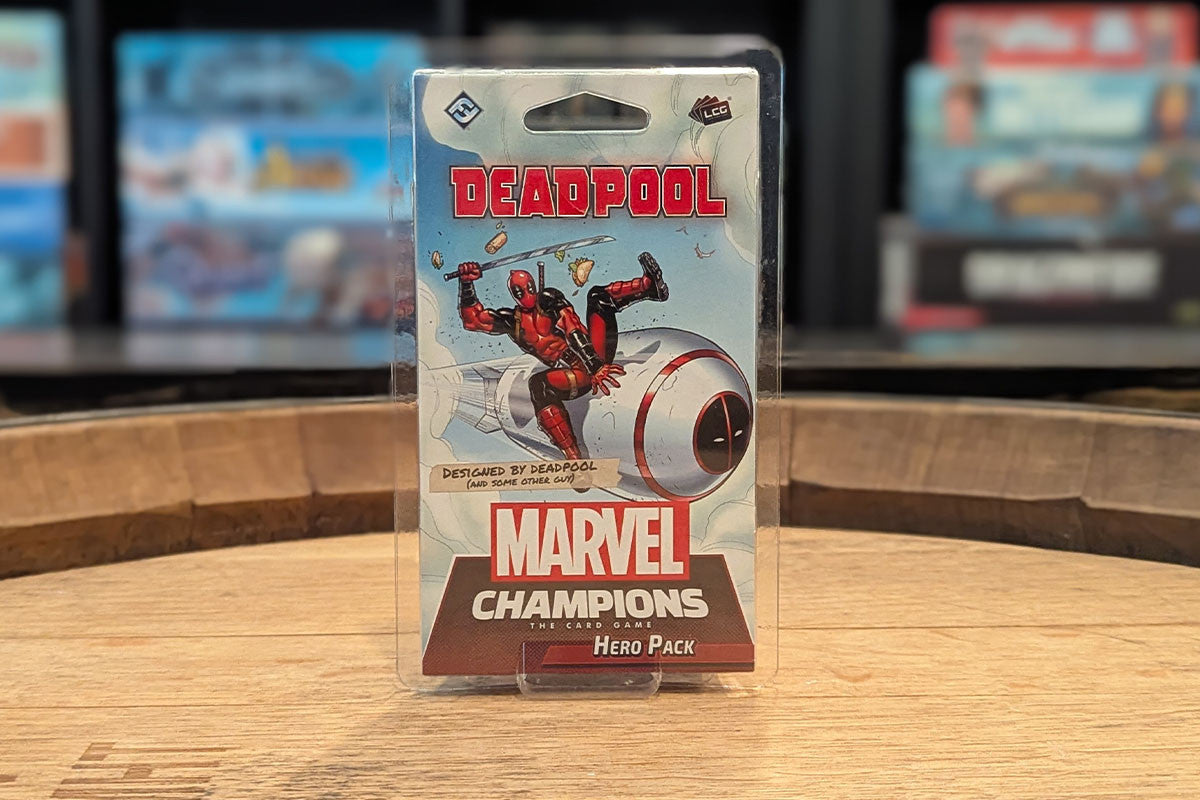 LCG
DEADPOOL
DESIGNED BY DEADPOOL
(AND SOME OTHER GUY)
MARVEL
CHAMPIONS
THE CARD GAME
HERO PACK